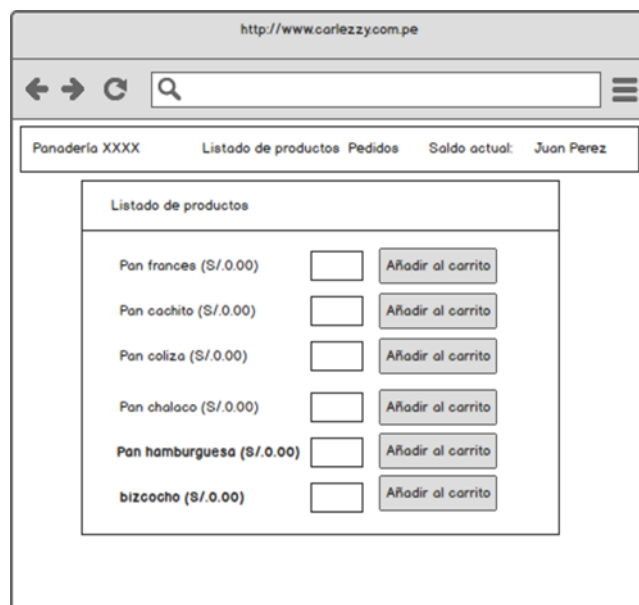 http://www.carlezzy.com.pe
Panadería XXXX Listado de productos Pedidos Saldo actual: Juan Perez
Listado de productos
Pan frances (S/.0.00) Añadir al carrito
Pan cachito (S/.0.00) Añadir al carrito
Pan coliza (S/.0.00) Añadir al carrito
Pan chalaco (S/.0.00) Añadir al carrito
Pan hamburguesa (S/.0.00) Añadir al carrito
bizcocho (S/.0.00) Añadir al carrito